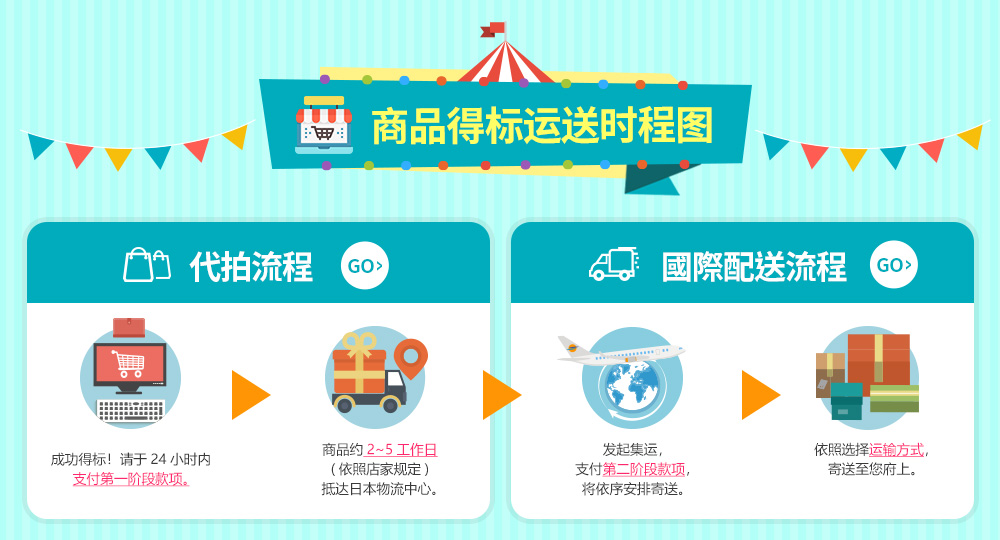 商品得标运送时程图
代拍流程 GO
成功得标！请于 24 小时内
支付第一阶段款项。
商品约 2~5 工作日
（依照店家规定）
抵达日本物流中心。
國際配送流程 GO
发起集运，
支付第二阶段款项，
将依序安排寄送。
依照选择运输方式，
寄送至您府上。